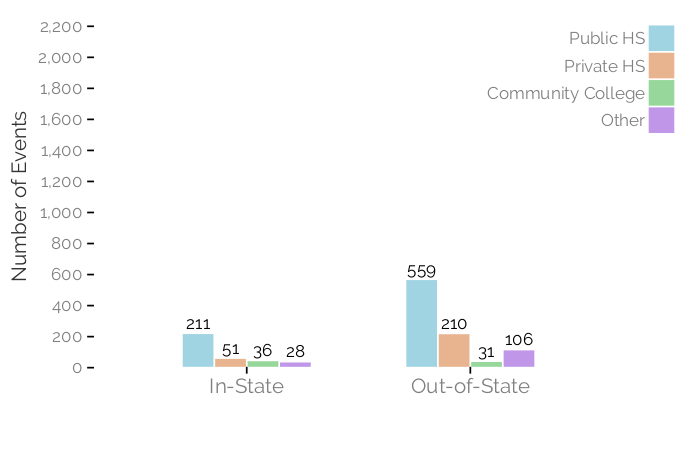 Number of Events
2,200
2,000
1,800
1,600
1,400
1,200
1,000
800
600
400
200
0
Public HS
Private HS
Community College
Other
211
51
36
28
559
210
31
106
In-State
Out-of-State